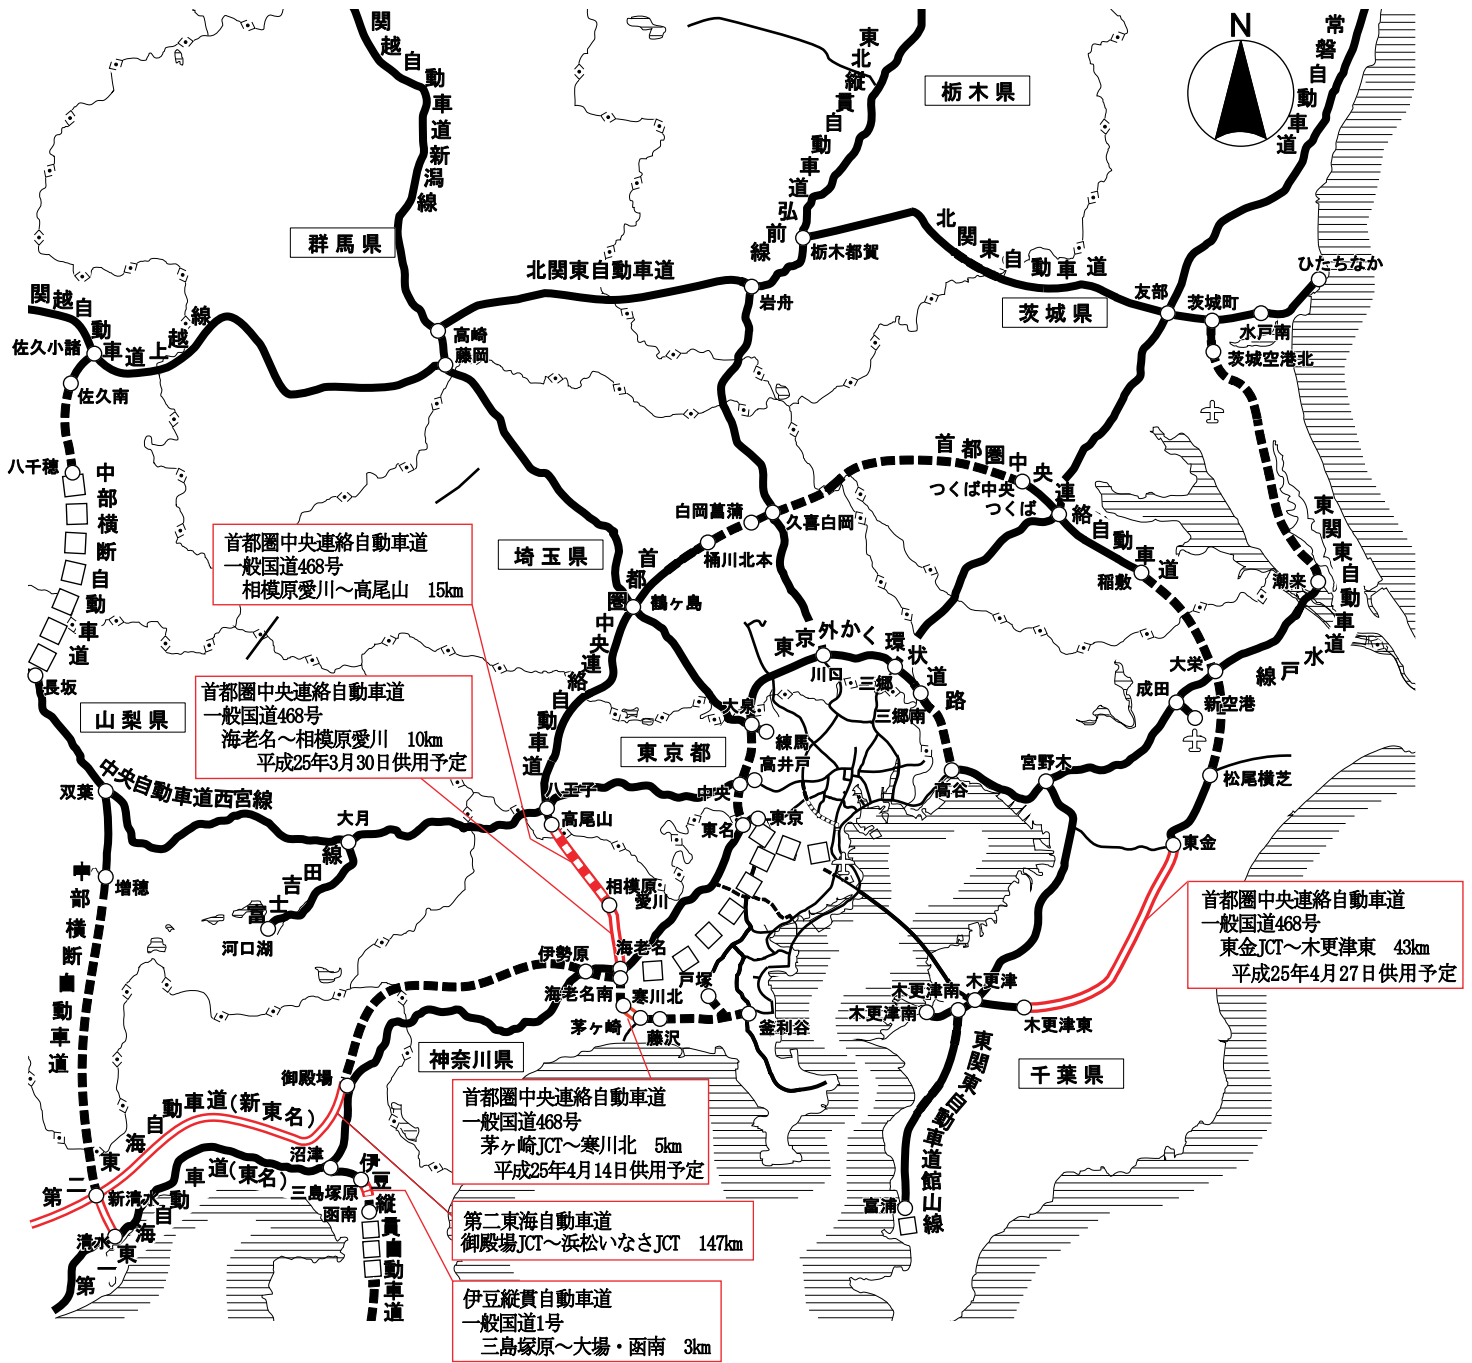 N
関越自動車道新潟線
東北縦貫自動車道弘前線
常磐自動車道
栃木県
群馬県
北関東自動車道
栃木都賀
北関東自動車道
ひたちなか
関越自動車道上越線
岩舟
茨城県
友部
茨城町
水戸南
佐久小諸
高崎
藤岡
茨城空港北
佐久南
首都圏中央連絡自動車道
八千穂
つくば中央
つくば
中部横断自動車道
白岡菖蒲
久喜白岡
東関東自動車道水戸線
首都圏中央連絡自動車道
一般国道468号
相模原愛川～高尾山　15km
埼玉県
桶川北本
稲敷
潮来
首都圏中央連絡自動車道
鶴ヶ島
東京外かく環状道路
川口
三郷
大栄
長坂
首都圏中央連絡自動車道
一般国道468号
海老名～相模原愛川　10km
平成25年3月30日供用予定
成田
新空港
山梨県
大泉
三郷南
練馬
東京都
高井戸
宮野木
松尾横芝
双葉
中央自動車道西宮線
八王子
中央
高谷
大月
高尾山
東名
東京
東金
増穂
富士吉田線
相模原愛川
首都圏中央連絡自動車道
一般国道468号
東金JCT～木更津東　43km
平成25年4月27日供用予定
中部横断自動車道
河口湖
伊勢原
海老名
海老名南
戸塚
木更津南
木更津
寒川北
木更津南
木更津東
茅ヶ崎
藤沢
釜利谷
神奈川県
御殿場
千葉県
東関東自動車道館山線
首都圏中央連絡自動車道
一般国道468号
茅ヶ崎JCT～寒川北　5km
平成25年4月14日供用予定
第二東海自動車道(新東名)
沼津
三島塚原
函南
伊豆縦貫自動車道
新清水
清水
第一東海自動車道(東名)
富浦
第二東海自動車道
御殿場JCT～浜松いなさJCT　147km
伊豆縦貫自動車道
一般国道1号
三島塚原～大場・函南　3km